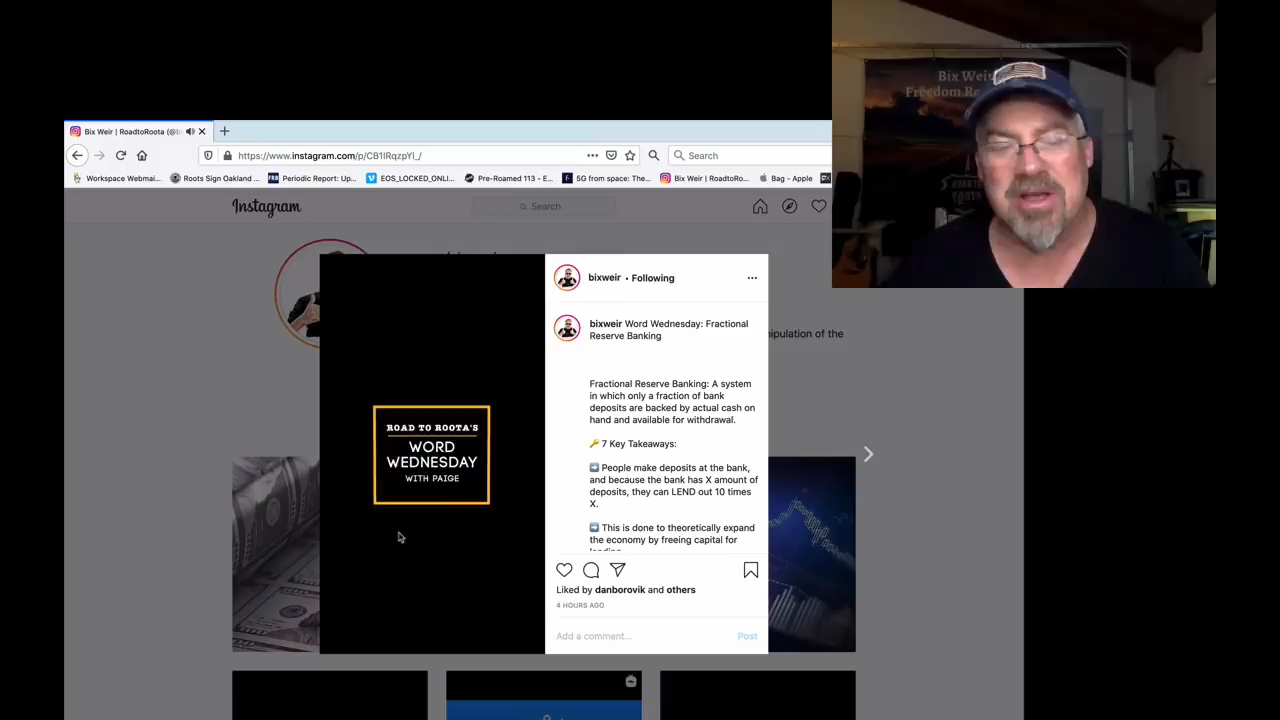 Bix Weir
Freedom Ro
Bix Weir | RoadtoRoota (@b
https://www.instagram.com/p/CB1IRqzpYl_/
Search
Workspace Webmai...
Roots Sign Oakland ...
Periodic Report: Up...
EOS_LOCKED_ONLI...
Pre-Roamed 113 - E...
5G from space: The...
Bix Weir | RoadtoRo...
Bag - Apple
Instagram
Search
bixweir • Following
nipulation of the
bixweir Word Wednesday: Fractional
Reserve Banking
Fractional Reserve Banking: A system
in which only a fraction of bank
deposits are backed by actual cash on
hand and available for withdrawal.
🔑 7 Key Takeaways:
➡️ People make deposits at the bank,
and because the bank has X amount of
deposits, they can LEND out 10 times
X.
➡️ This is done to theoretically expand
the economy by freeing capital for
ROAD TO ROOTA'S
WORD
WEDNESDAY
WITH PAIGE
Liked by danborovik and others
4 HOURS AGO
Add a comment...
Post